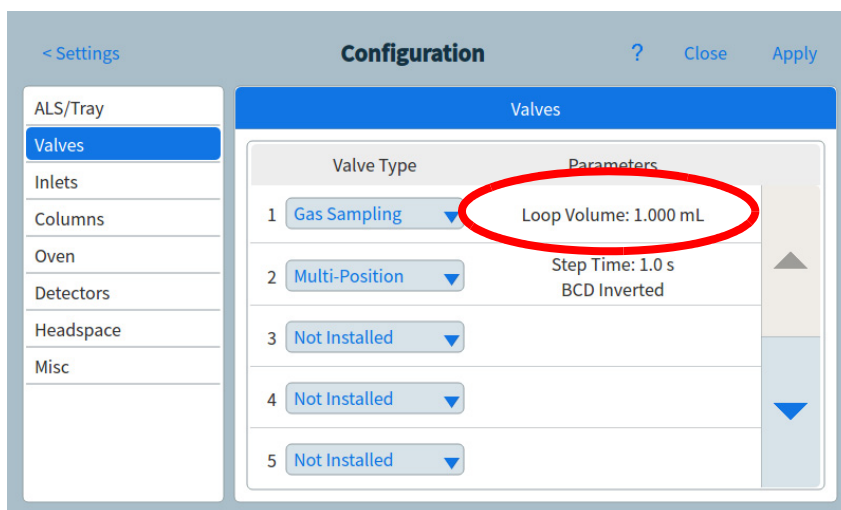 < Settings Configuration ? Close Apply
ALS/Tray
Valves
Inlets
Columns
Oven
Detectors
Headspace
Misc
Valves
Valve Type Parameters
1 Gas Sampling Loop Volume: 1.000 mL
2 Multi-Position Step Time: 1.0 s
BCD Inverted
3 Not Installed
4 Not Installed
5 Not Installed